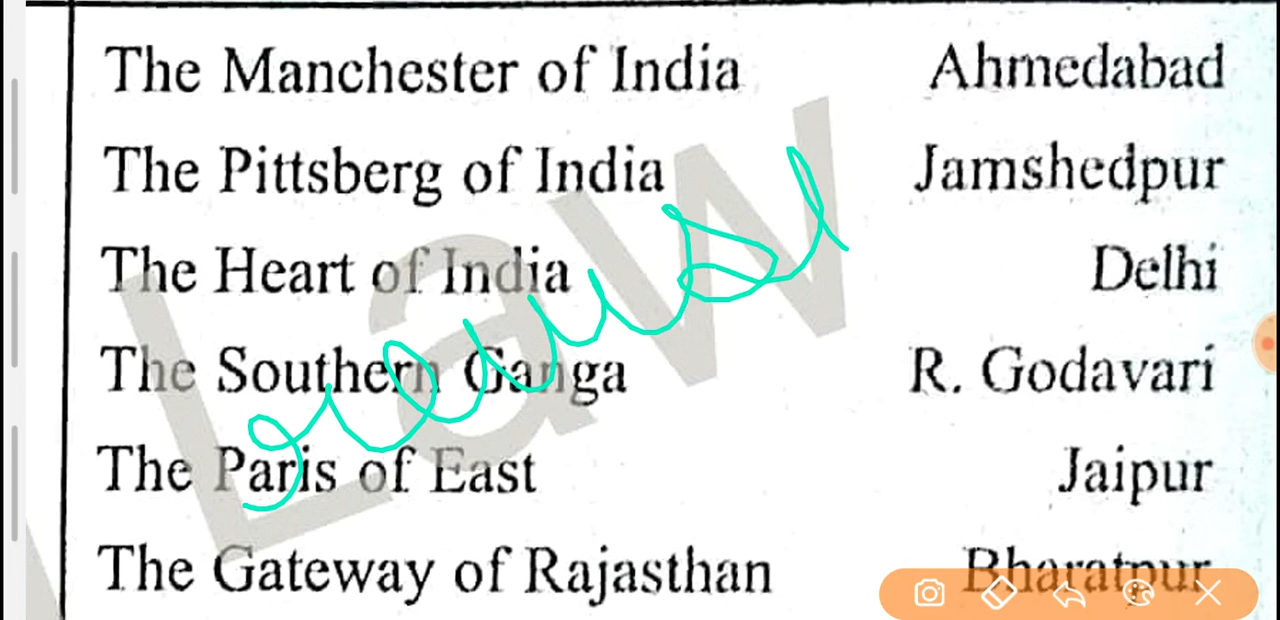 The Manchester of India Ahmedabad
The Pittsberg of India Jamshedpur
The Heart of India Delhi
The Southern Ganga R. Godavari
The Paris of East Jaipur
The Gateway of Rajasthan Bharatpur
Law